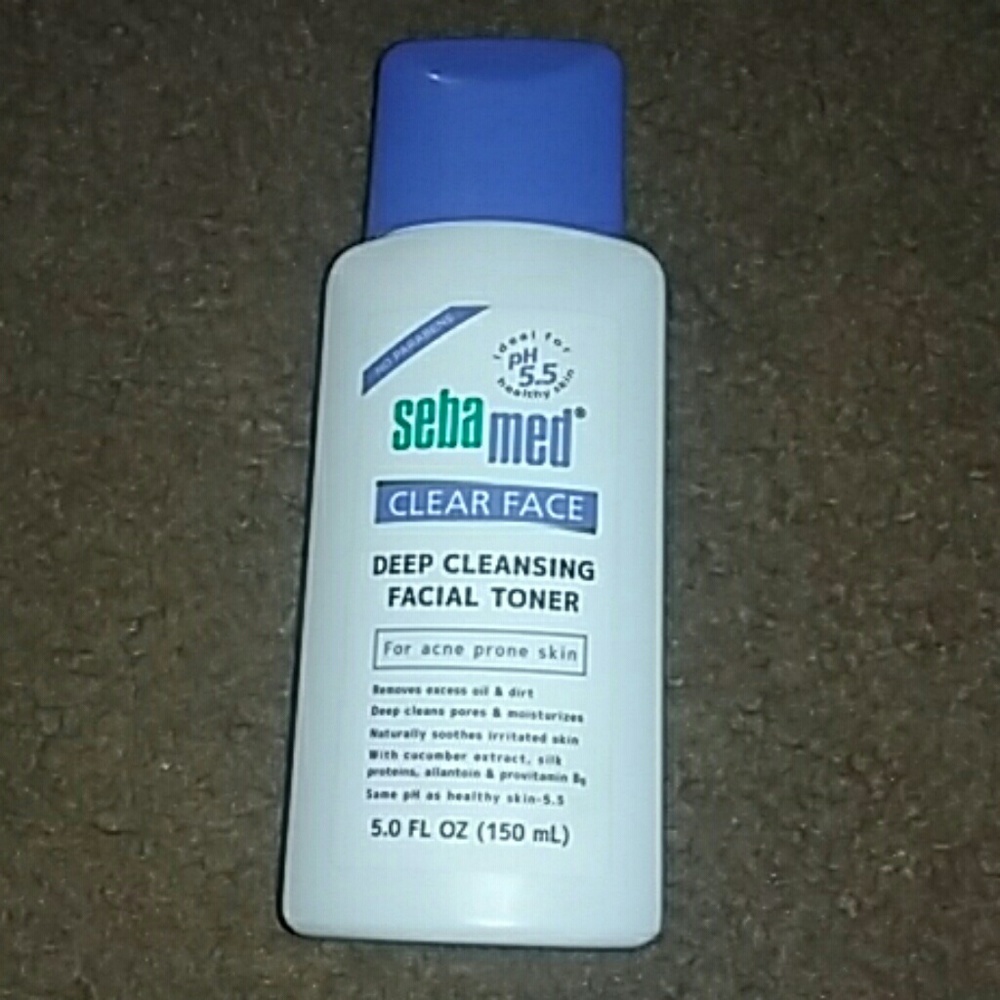 NO PARABENS
ideal for
pH
5.5
healthy skin
sebamed®
CLEAR FACE
DEEP CLEANSING
FACIAL TONER
For acne prone skin
Removes excess oil & dirt
Deep cleans pores & moisturizes
Naturally soothes irritated skin
With cucumber extract, silk
proteins, allantoin & provitamin B5
Same pH as healthy skin-5.5
5.0 FL OZ (150 mL)